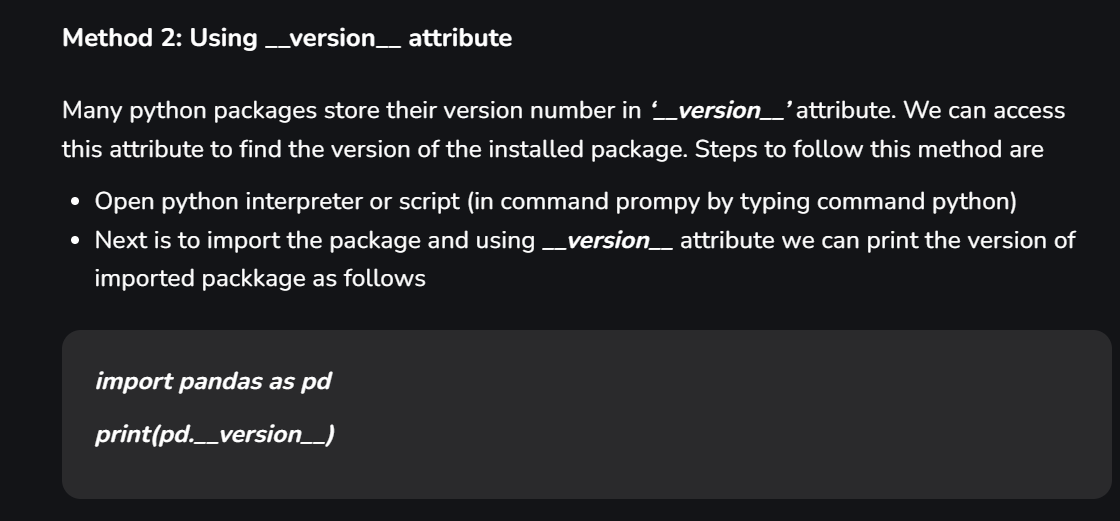 Method 2: Using __version__ attribute
Many python packages store their version number in ‘__version__’ attribute. We can access
this attribute to find the version of the installed package. Steps to follow this method are
• Open python interpreter or script (in command prompy by typing command python)
• Next is to import the package and using __version__ attribute we can print the version of
imported packkage as follows
import pandas as pd
print(pd.__version__)